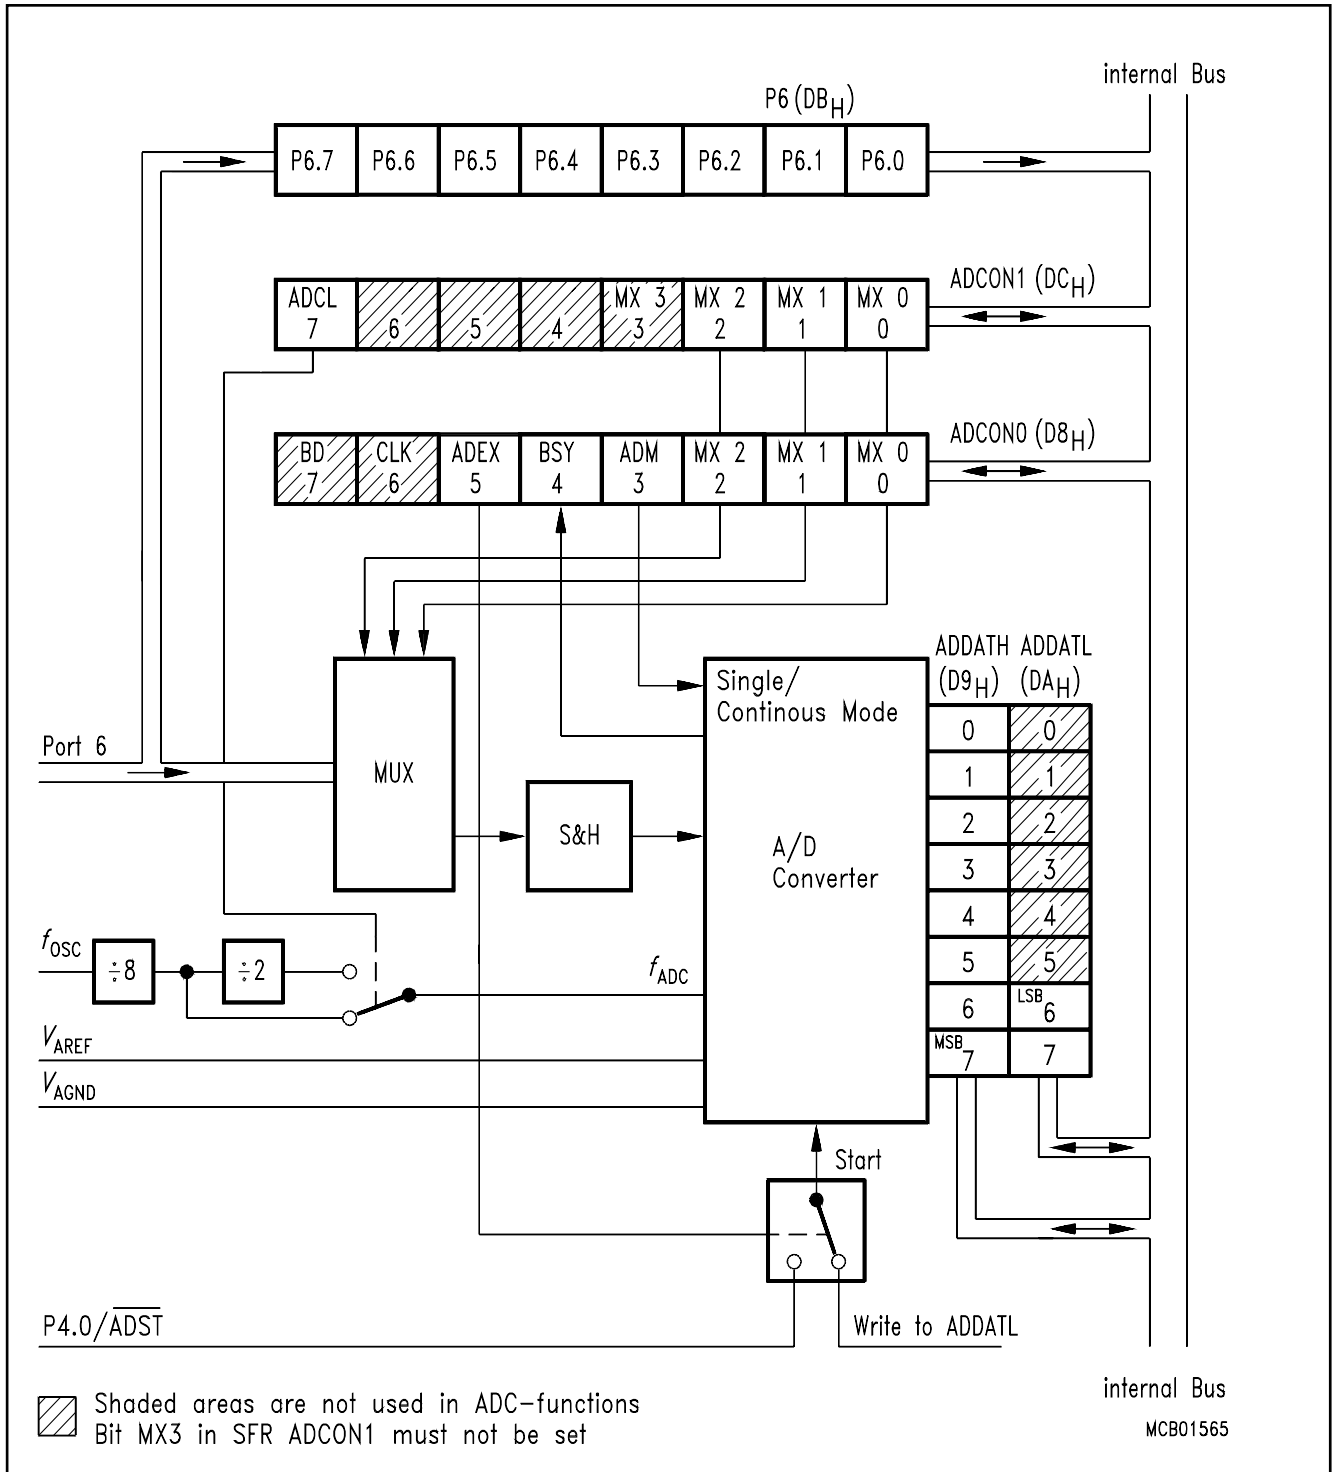 internal Bus
P6 (DBH)
P6.7 P6.6 P6.5 P6.4 P6.3 P6.2 P6.1 P6.0
ADCON1 (DCH)
ADCL MX 3 MX 2 MX 1 MX 0
7 6 5 4 3 2 1 0
ADCON0 (D8H)
BD CLK ADEX BSY ADM MX 2 MX 1 MX 0
7 6 5 4 3 2 1 0
ADDATH ADDATL
(D9H) (DAH)
Single/
Continous Mode
0 0
1 1
2 2
3 3
4 4
5 5
6 LSB 6
MSB 7 7
Port 6
MUX
S&H
A/D
Converter
fOSC
÷8
÷2
fADC
VAREF
VAGND
Start
P4.0/A̅D̅S̅T̅
Write to ADDATL
internal Bus
Shaded areas are not used in ADC-functions
Bit MX3 in SFR ADCON1 must not be set
MCB01565